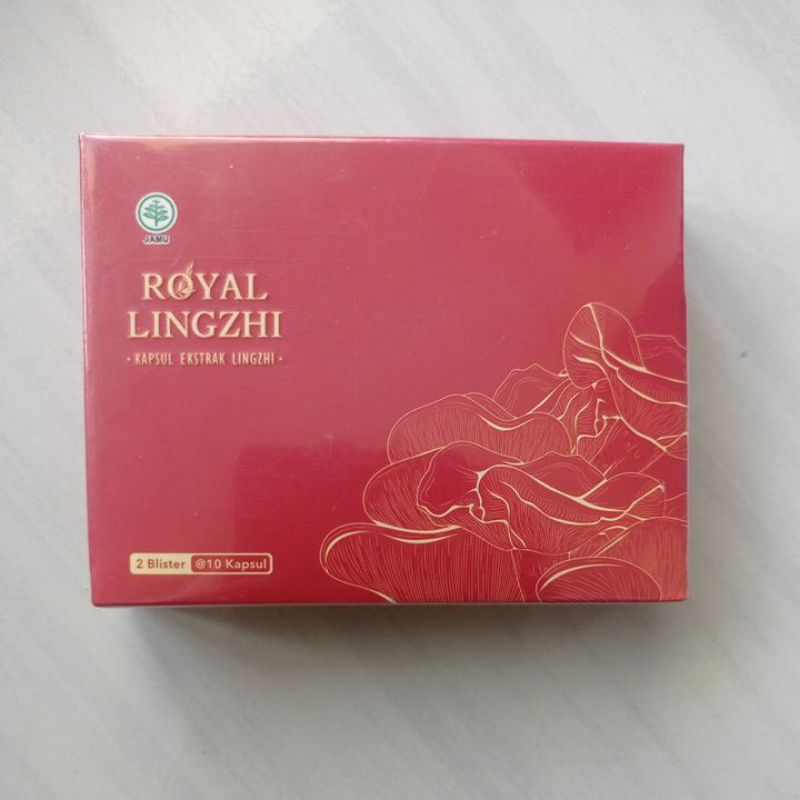 JAMU
ROYAL
LINGZHI
• KAPSUL EKSTRAK LINGZHI •
2 Blister @10 Kapsul